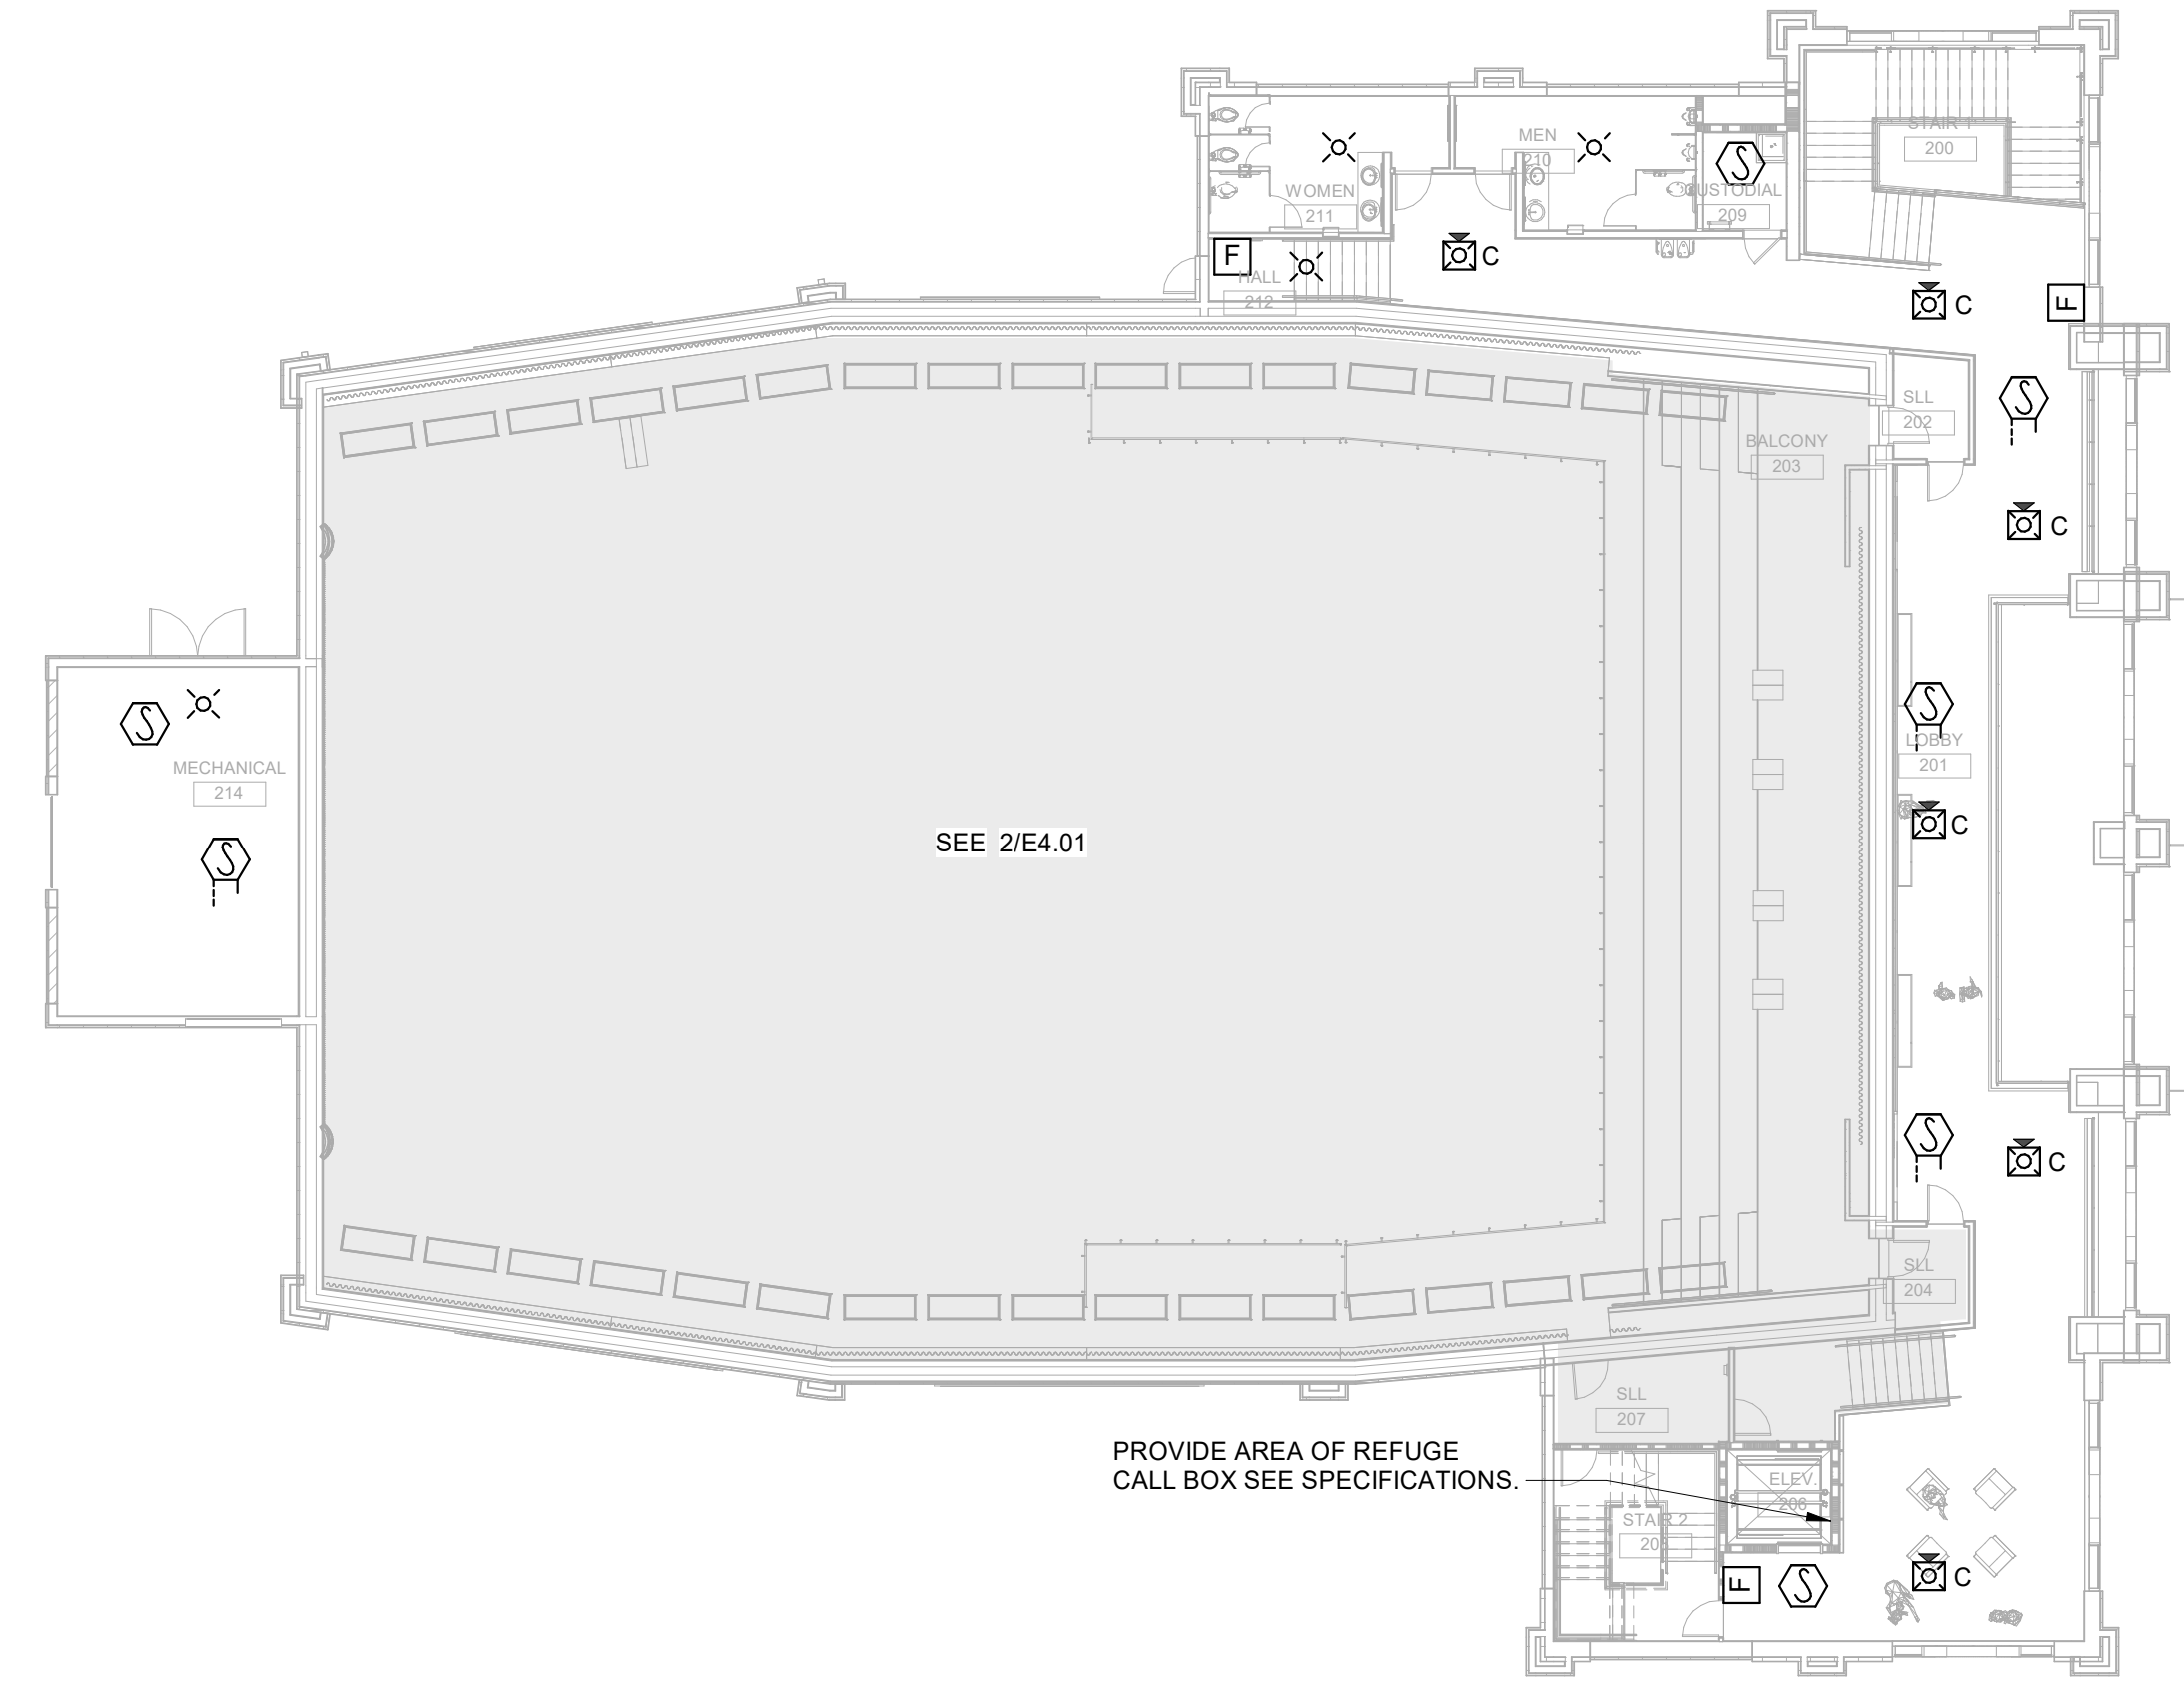 STAIR 1
200
MEN
210
WOMEN
211
CUSTODIAL
209
F
HALL
212
C
C
F
SLL
202
BALCONY
203
C
LOBBY
201
MECHANICAL
214
SEE 2/E4.01
C
C
SLL
204
SLL
207
PROVIDE AREA OF REFUGE
CALL BOX SEE SPECIFICATIONS.
ELEV.
206
STAIR 2
F
C
S
S
S
S
S
S
S